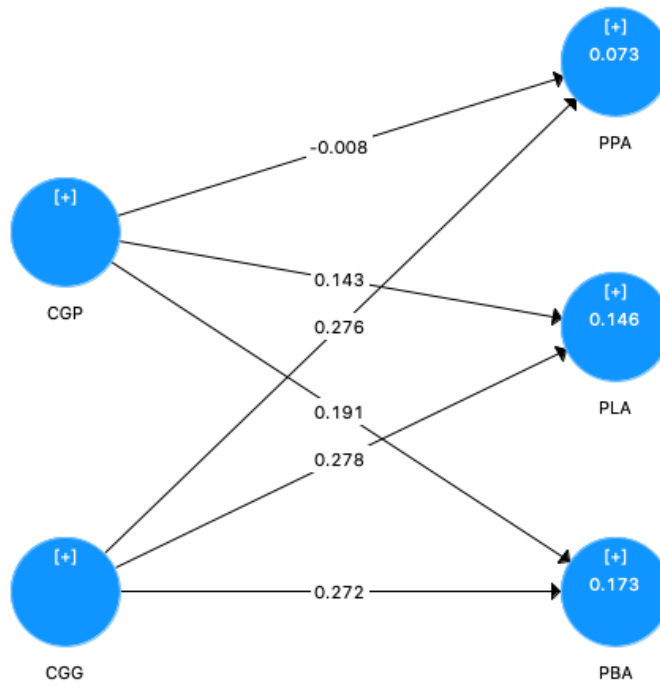 [+]
0.073
PPA
-0.008
[+]
CGP
0.143
[+]
0.146
PLA
0.276
0.191
0.278
[+]
CGG
0.272
[+]
0.173
PBA